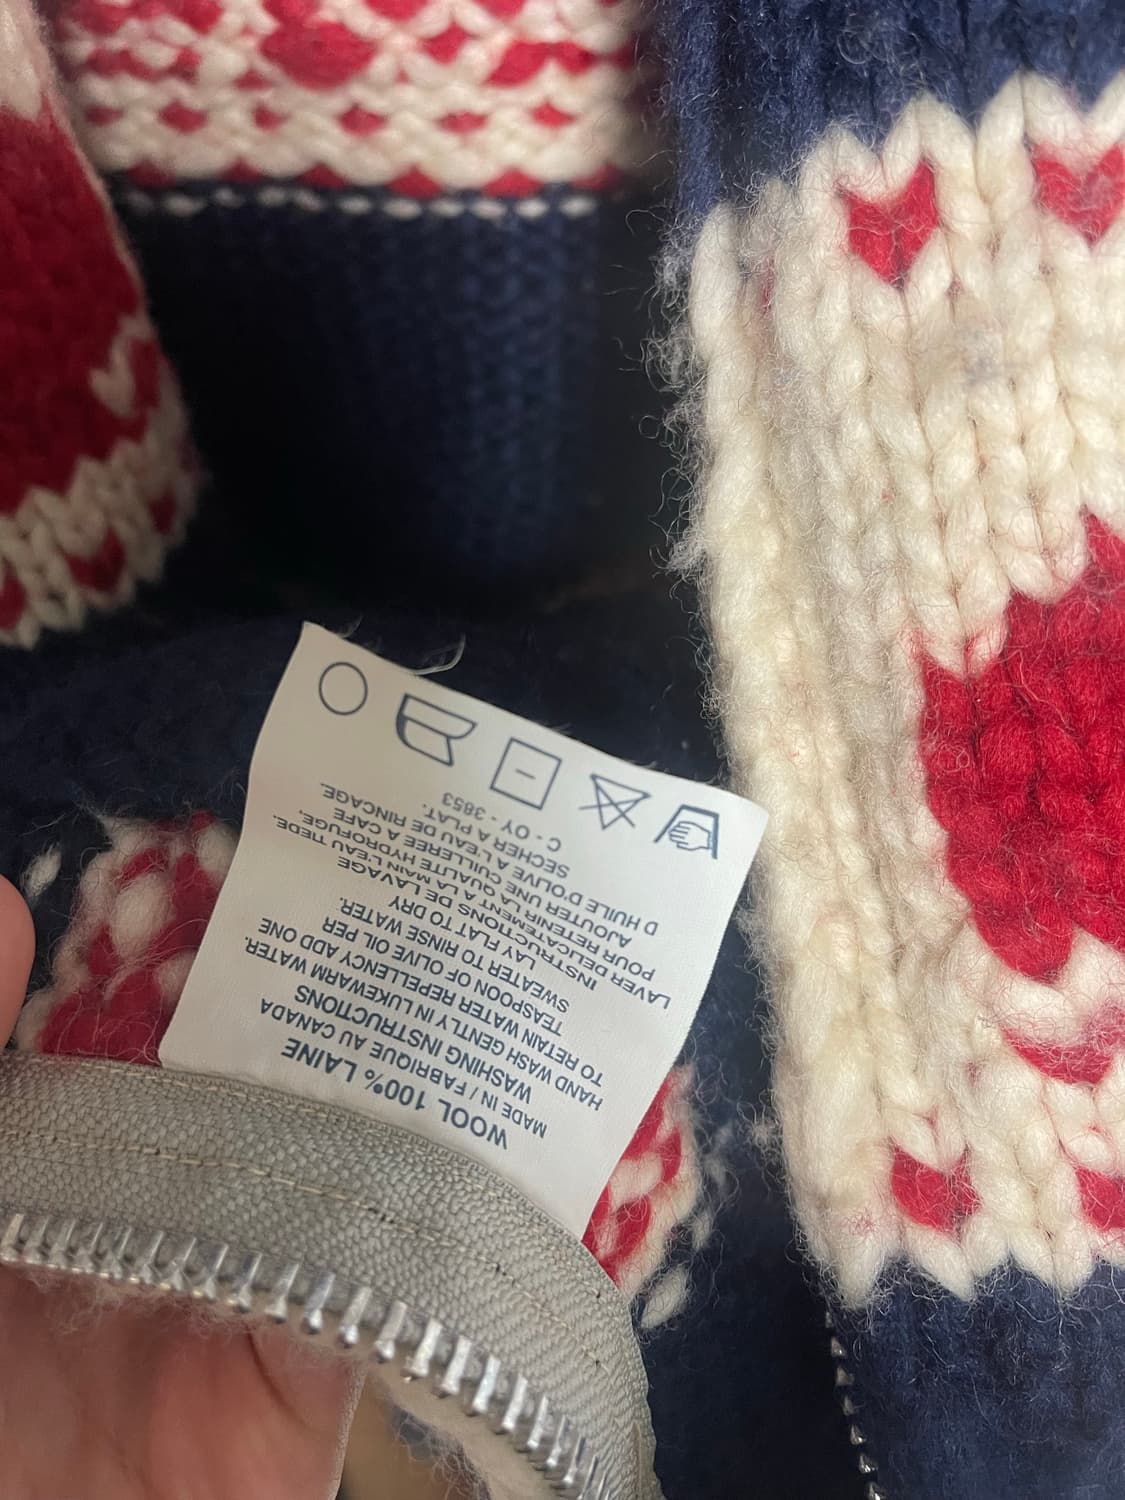 WOOL 100% LAINE
MADE IN / FABRIQUE AU CANADA
WASHING INSTRUCTIONS
HAND WASH GENTLY IN LUKEWARM WATER.
TO RETAIN WATER REPELLENCY ADD ONE
TEASPOON OF OLIVE OIL PER
SWEATER TO RINSE WATER.
LAY FLAT TO DRY
INSTRUCTIONS DE LAVAGE
LAVER DELICATEMENT A LA MAIN L'EAU TIEDE.
POUR RETENIR UNE QUALITE HYDROFUGE,
AJOUTER UNE CUILLEREE A CAFE
D HUILE D'OLIVE A L'EAU DE RINCAGE.
SECHER A PLAT.
C - OY - 3853